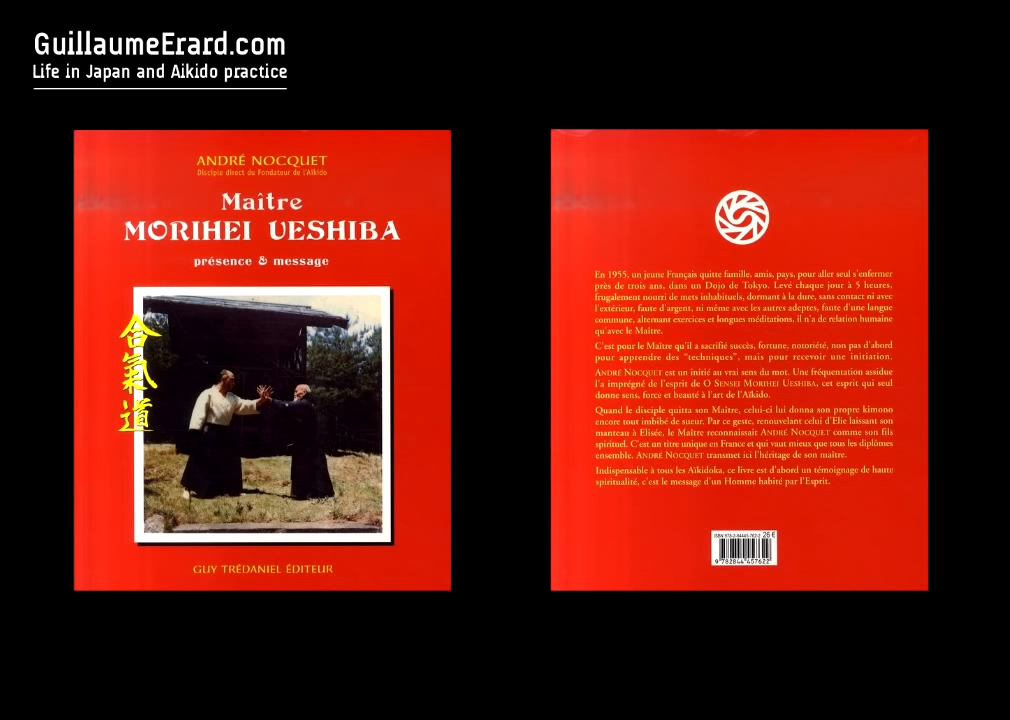 GuillaumeErard.com
Life in Japan and Aikido practice
ANDRÉ NOCQUET
Disciple direct du Fondateur de l'Aïkido
Maître
MORIHEI UESHIBA
présence & message
合
氣
道
GUY TRÉDANIEL ÉDITEUR
En 1955, un jeune Français quitte famille, amis, pays, pour aller seul s'enfermer
près de trois ans, dans un Dojo de Tokyo. Levé chaque jour à 5 heures,
frugalement nourri de mets inhabituels, dormant à la dure, sans contact ni avec
l'extérieur, faute d'argent, ni même avec les autres adeptes, faute d'une langue
commune, alternant exercices et longues méditations, il n'a de relation humaine
qu'avec le Maître.
C'est pour le Maître qu'il a sacrifié succès, fortune, notoriété, non pas d'abord
pour apprendre des "techniques", mais pour recevoir une initiation.
ANDRÉ NOCQUET est un initié au vrai sens du mot. Une fréquentation assidue
l'a imprégné de l'esprit de O SENSEI MORIHEI UESHIBA, cet esprit qui seul
donne sens, force et beauté à l'art de l'Aïkido.
Quand le disciple quitta son Maître, celui-ci lui donna son propre kimono
encore tout imbibé de sueur. Par ce geste, renouvelant celui d'Elie laissant son
manteau à Elisée, le Maître reconnaissait ANDRÉ NOCQUET comme son fils
spirituel. C'est un titre unique en France et qui vaut mieux que tous les diplômes
ensemble. ANDRÉ NOCQUET transmet ici l'héritage de son maître.
Indispensable à tous les Aïkidoka, ce livre est d'abord un témoignage de haute
spiritualité, c'est le message d'un Homme habité par l'Esprit.
ISBN 978-2-84445-762-2 26 €
9 782844 457622